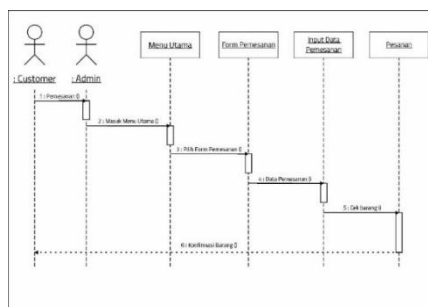 Menu Utama
Form Pemesanan
Input Data
Pemesanan
Pesanan
: Customer
: Admin
1 : Pemesanan ()
2 : Masuk Menu Utama ()
3 : Pilih Form Pemesanan ()
4 : Data Pemesanan ()
5 : Cek barang ()
6 : Konfirmasi Barang ()